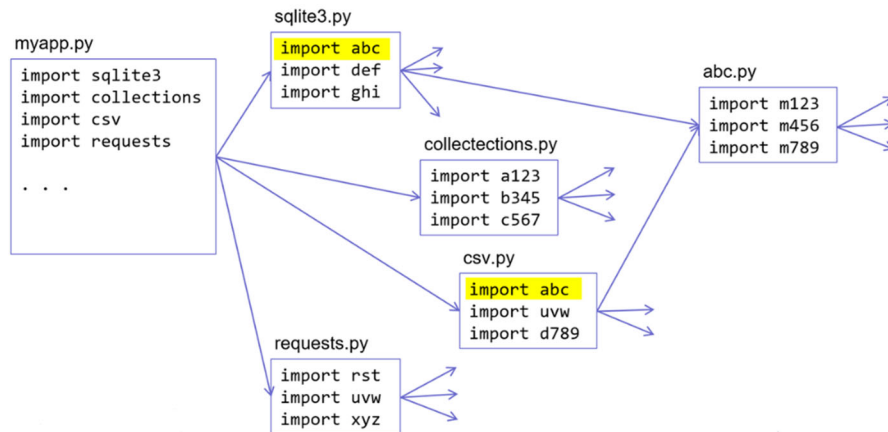 myapp.py
import sqlite3
import collections
import csv
import requests
. . .
sqlite3.py
import abc
import def
import ghi
collectections.py
import a123
import b345
import c567
csv.py
import abc
import uvw
import d789
requests.py
import rst
import uvw
import xyz
abc.py
import m123
import m456
import m789